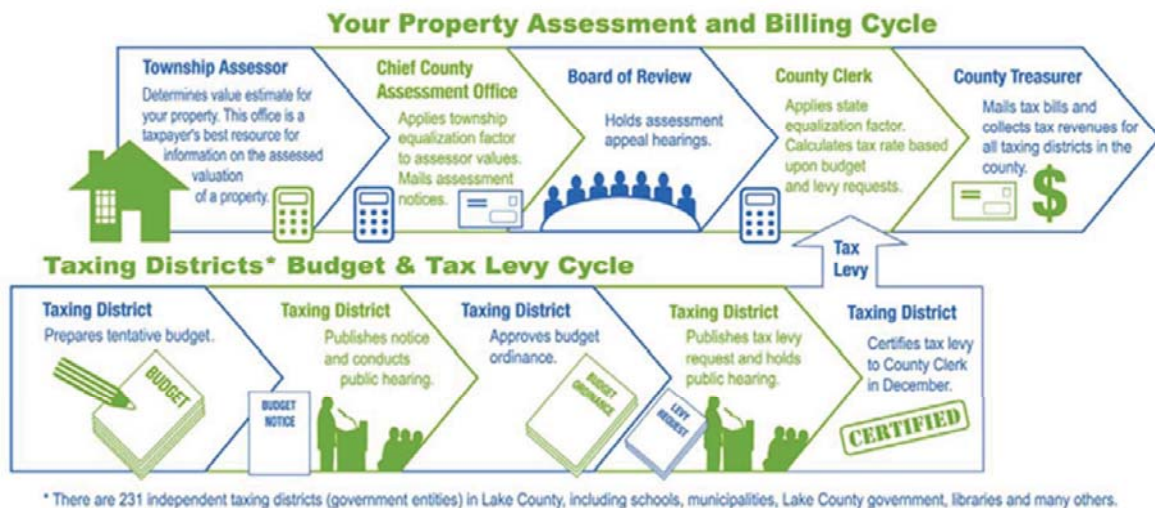 Your Property Assessment and Billing Cycle
Township Assessor
Determines value estimate for
your property. This office is a
taxpayer's best resource for
information on the assessed
valuation
of a property.
Chief County
Assessment Office
Applies township
equalization factor
to assessor values.
Mails assessment
notices.
Board of Review
Holds assessment
appeal hearings.
County Clerk
Applies state
equalization factor.
Calculates tax rate based
upon budget
and levy requests.
County Treasurer
Mails tax bills and
collects tax revenues for
all taxing districts in the
county.
$
Tax
Levy
Taxing Districts* Budget & Tax Levy Cycle
Taxing District
Prepares tentative budget.
BUDGET
Taxing District
Publishes notice
and conducts
public hearing.
BUDGET
NOTICE
Taxing District
Approves budget
ordinance.
BUDGET
ORDINANCE
Taxing District
Publishes tax levy
request and holds
public hearing.
LEVY
REQUEST
Taxing District
Certifies tax levy
to County Clerk
in December.
CERTIFIED
* There are 231 independent taxing districts (government entities) in Lake County, including schools, municipalities, Lake County government, libraries and many others.